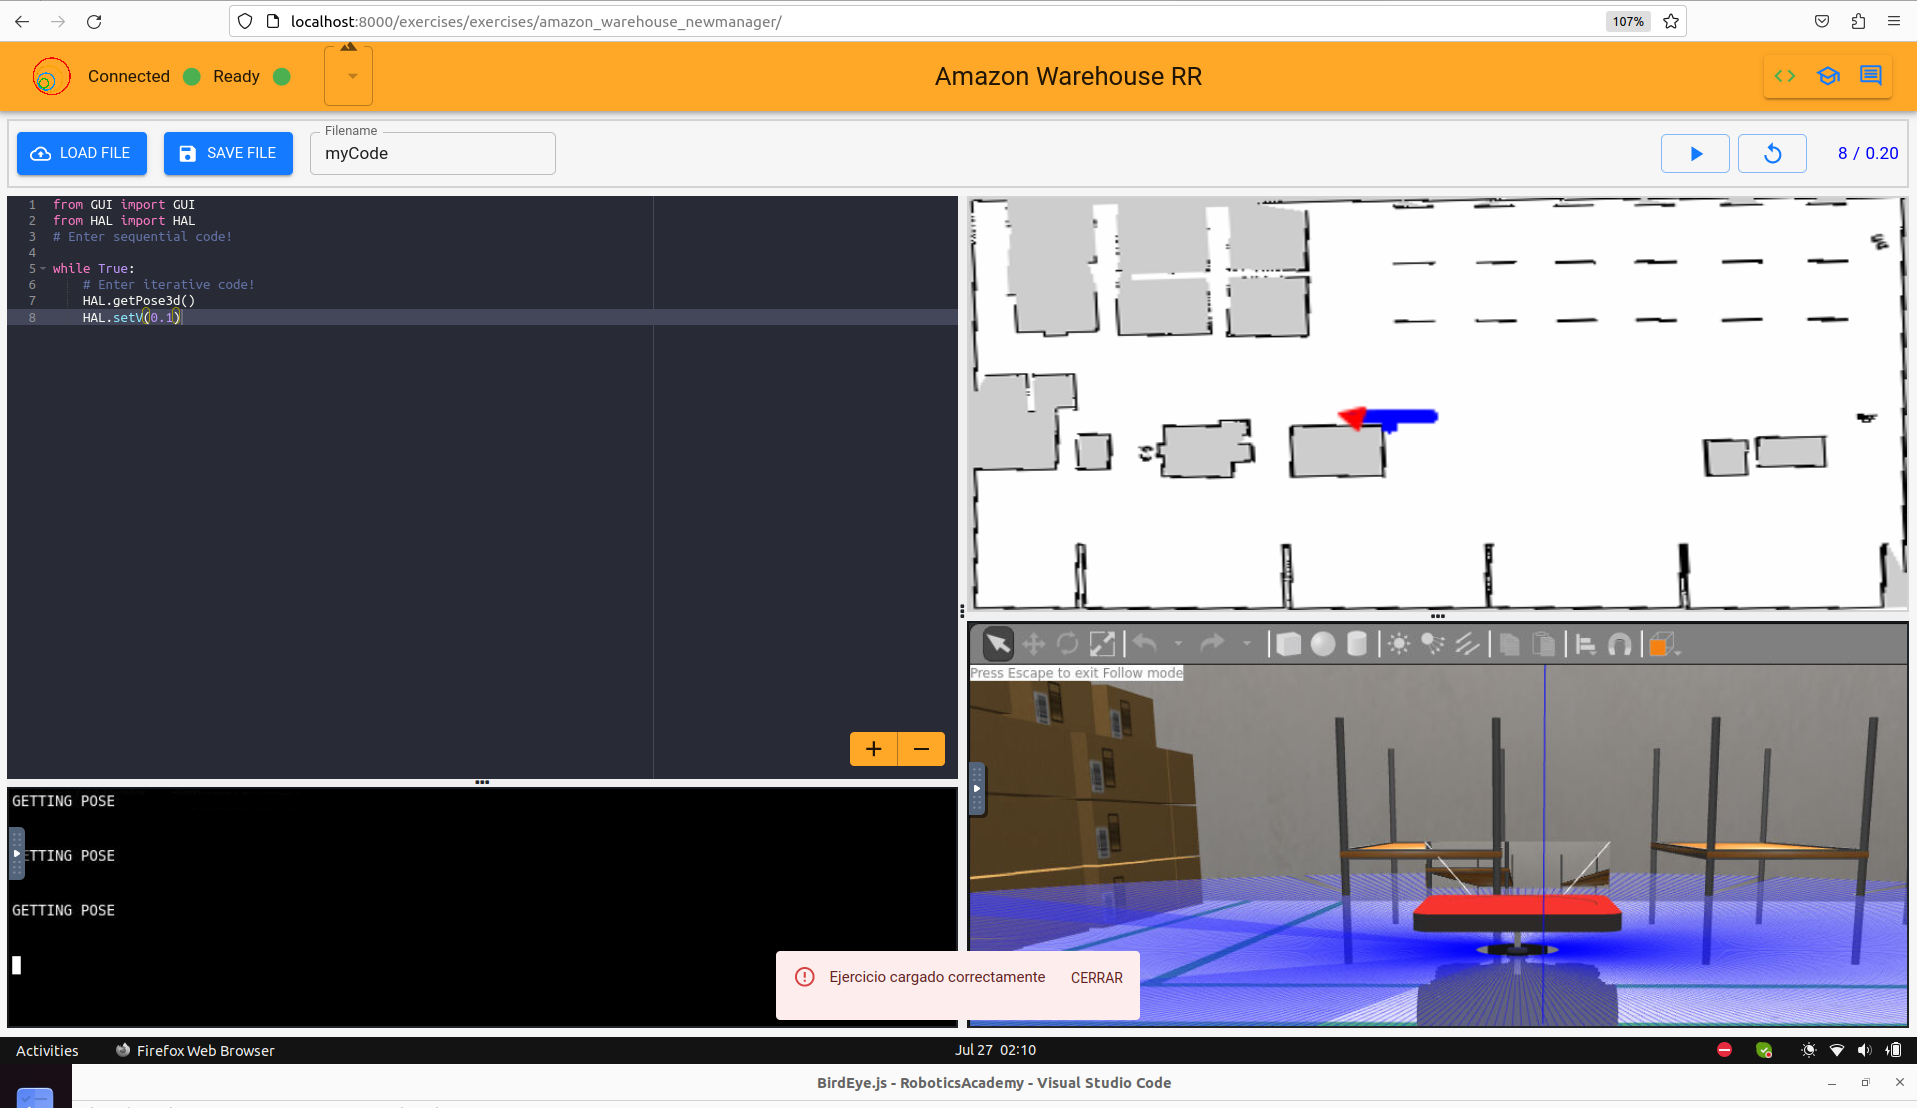 localhost:8000/exercises/exercises/amazon_warehouse_newmanager/
107%
Connected
Ready
Amazon Warehouse RR
LOAD FILE
SAVE FILE
Filename
myCode
8 / 0.20
1 from GUI import GUI
2 from HAL import HAL
3 # Enter sequential code!
4
5 while True:
6 # Enter iterative code!
7 HAL.getPose3d()
8 HAL.setV(0.1)
Press Escape to exit Follow mode
GETTING POSE
TTING POSE
GETTING POSE
Ejercicio cargado correctamente
CERRAR
Activities
Firefox Web Browser
Jul 27 02:10
BirdEye.js - RoboticsAcademy - Visual Studio Code